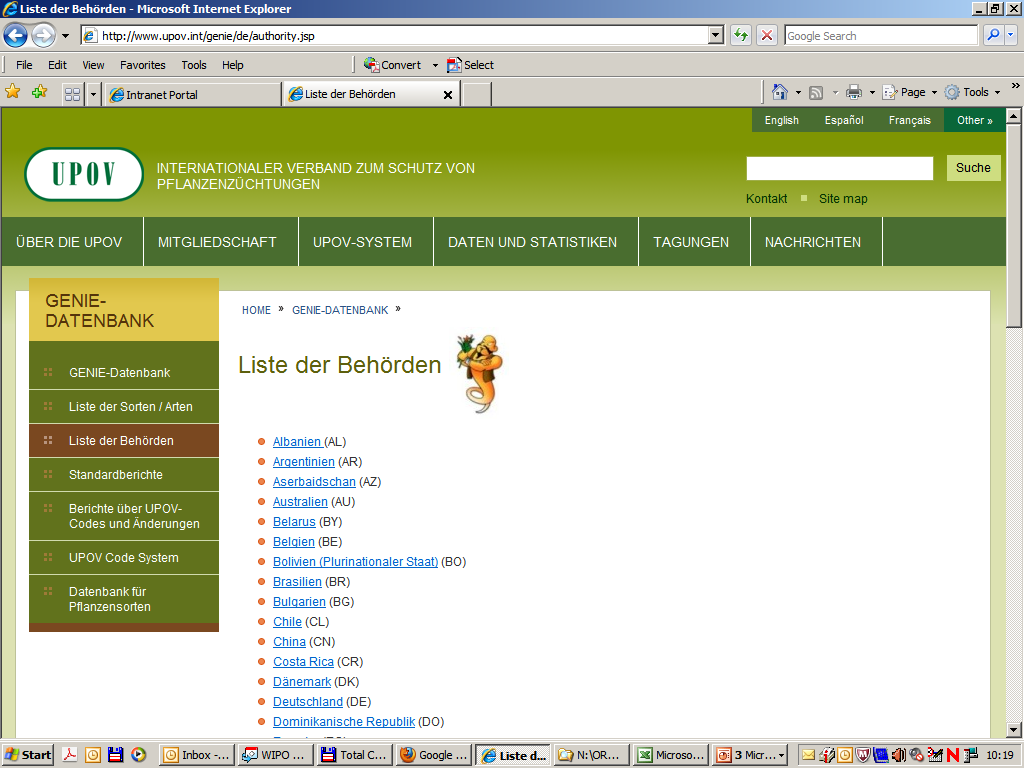 Liste der Behörden - Microsoft Internet Explorer
http://www.upov.int/genie/de/authority.jsp
Google Search
File Edit View Favorites Tools Help
Convert Select
Intranet Portal
Liste der Behörden
Page Tools »
English Español Français Other »
UPOV
INTERNATIONALER VERBAND ZUM SCHUTZ VON
PFLANZENZÜCHTUNGEN
Suche
Kontakt Site map
ÜBER DIE UPOV MITGLIEDSCHAFT UPOV-SYSTEM DATEN UND STATISTIKEN TAGUNGEN NACHRICHTEN
GENIE-
DATENBANK
GENIE-Datenbank
Liste der Sorten / Arten
Liste der Behörden
Standardberichte
Berichte über UPOV-
Codes und Änderungen
UPOV Code System
Datenbank für
Pflanzensorten
HOME » GENIE-DATENBANK »
Liste der Behörden
Albanien (AL)
Argentinien (AR)
Aserbaidschan (AZ)
Australien (AU)
Belarus (BY)
Belgien (BE)
Bolivien (Plurinationaler Staat) (BO)
Brasilien (BR)
Bulgarien (BG)
Chile (CL)
China (CN)
Costa Rica (CR)
Dänemark (DK)
Deutschland (DE)
Dominikanische Republik (DO)
Start Inbox -... WIPO ... Total C... Google ... Liste d... N:\OR... Microso... 3 Micr... 10:19